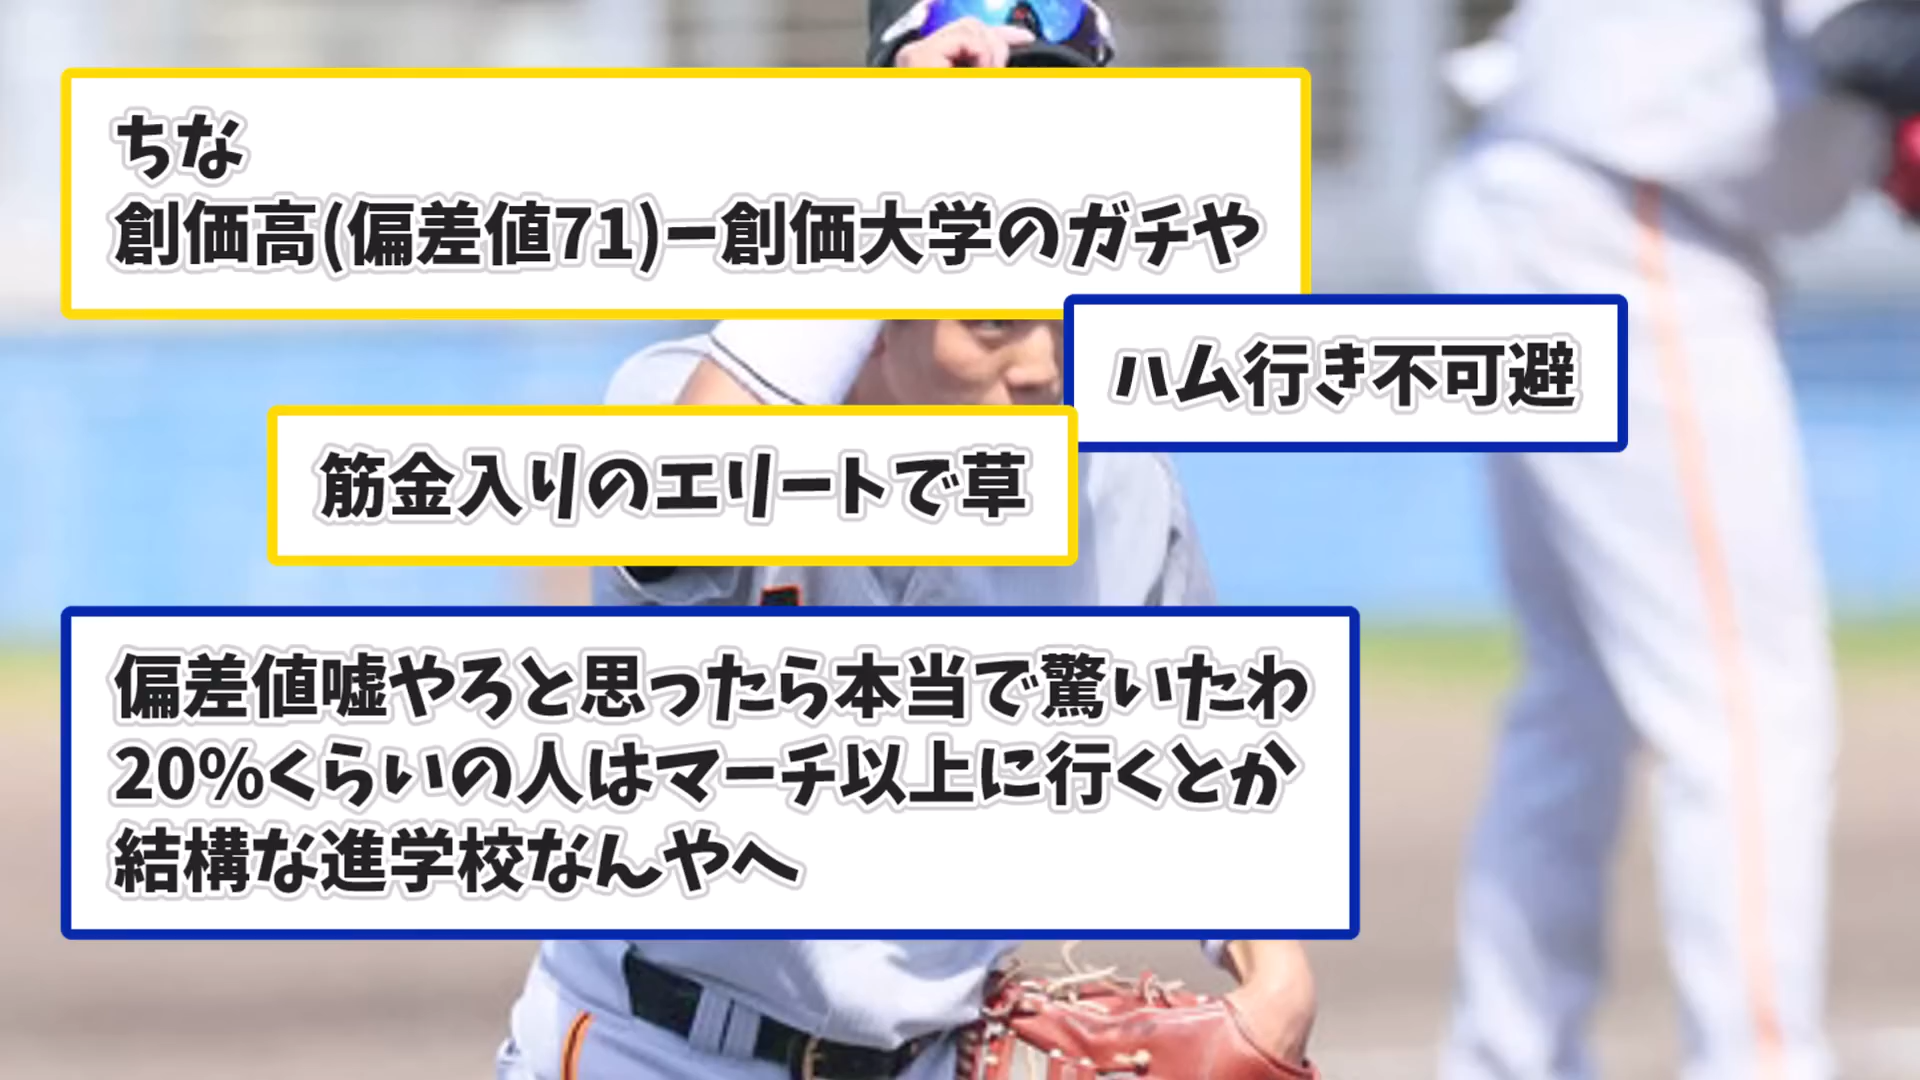 ちな
創価高(偏差値71)ー創価大学のガチや
ハム行き不可避
筋金入りのエリートで草
偏差値嘘やろと思ったら本当で驚いたわ
20%くらいの人はマーチ以上に行くとか
結構な進学校なんやへ